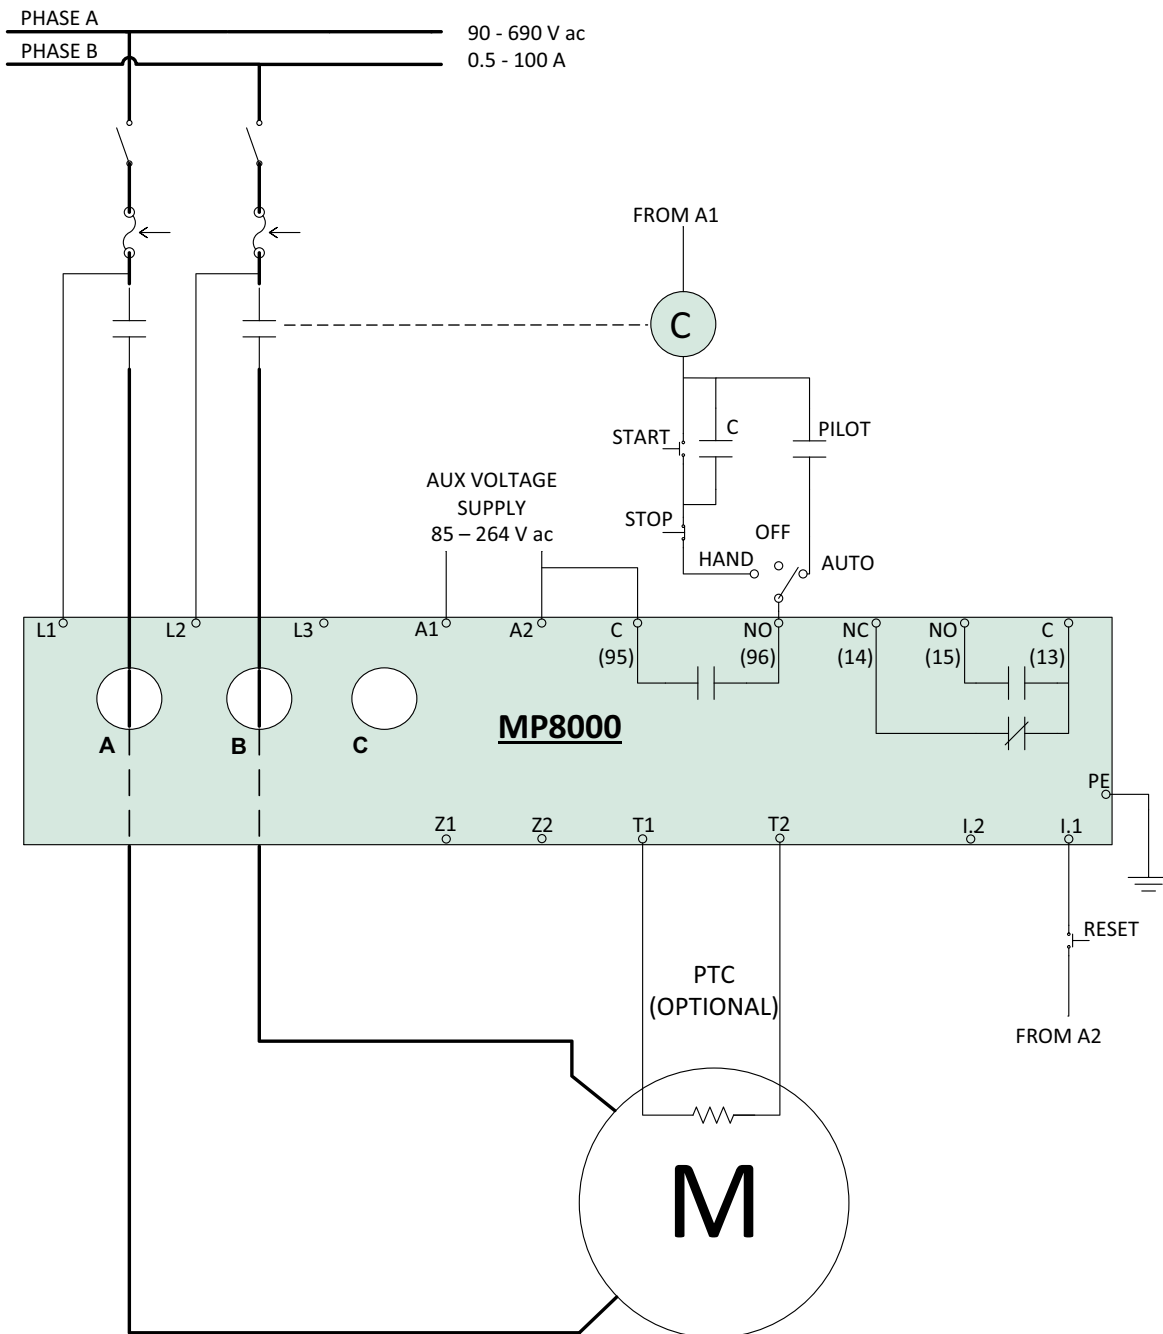 PHASE A
90 - 690 V ac
PHASE B
0.5 - 100 A
FROM A1
C
START
C
PILOT
AUX VOLTAGE
SUPPLY
85 – 264 V ac
STOP
OFF
HAND
AUTO
L1
L2
L3
A1
A2
C
(95)
NO
(96)
NC
(14)
NO
(15)
C
(13)
A
B
C
MP8000
PE
Z1
Z2
T1
T2
I.2
I.1
RESET
PTC
(OPTIONAL)
FROM A2
M